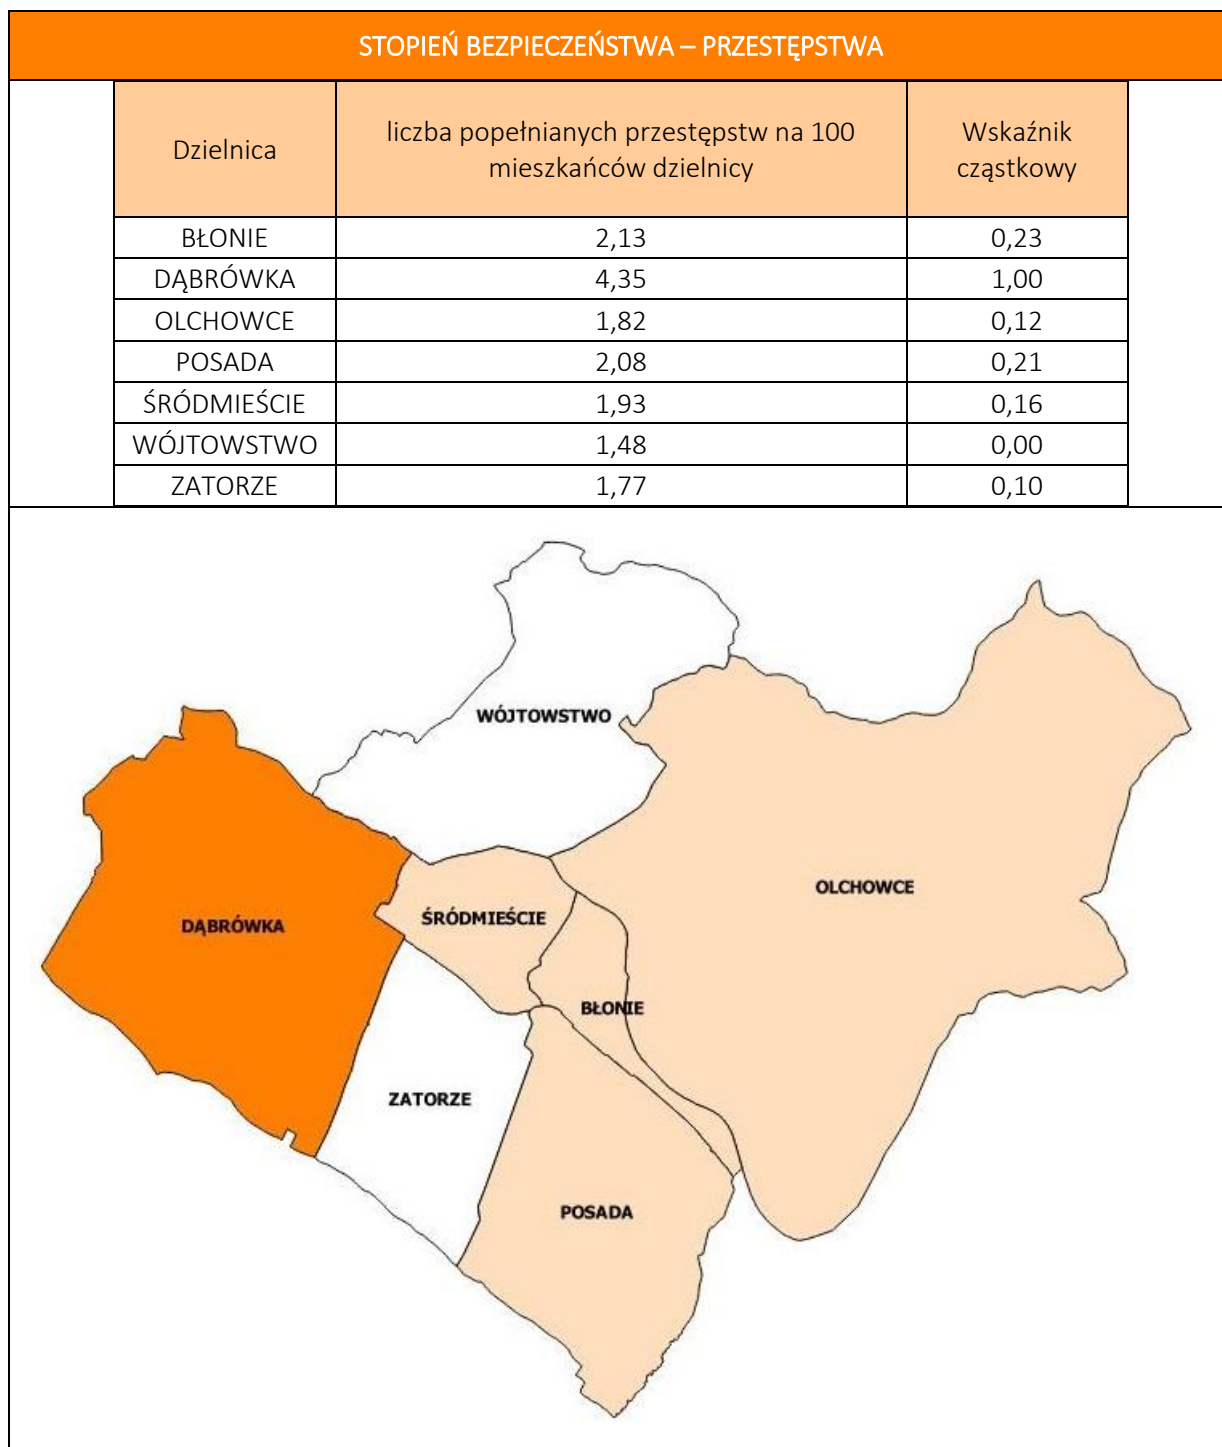 STOPIEŃ BEZPIECZEŃSTWA – PRZESTĘPSTWA
Dzielnica
liczba popełnianych przestępstw na 100
mieszkańców dzielnicy
Wskaźnik
cząstkowy
BŁONIE 2,13 0,23
DĄBRÓWKA 4,35 1,00
OLCHOWCE 1,82 0,12
POSADA 2,08 0,21
ŚRÓDMIEŚCIE 1,93 0,16
WÓJTOWSTWO 1,48 0,00
ZATORZE 1,77 0,10
WÓJTOWSTWO
OLCHOWCE
ŚRÓDMIEŚCIE
DĄBRÓWKA
BŁONIE
ZATORZE
POSADA